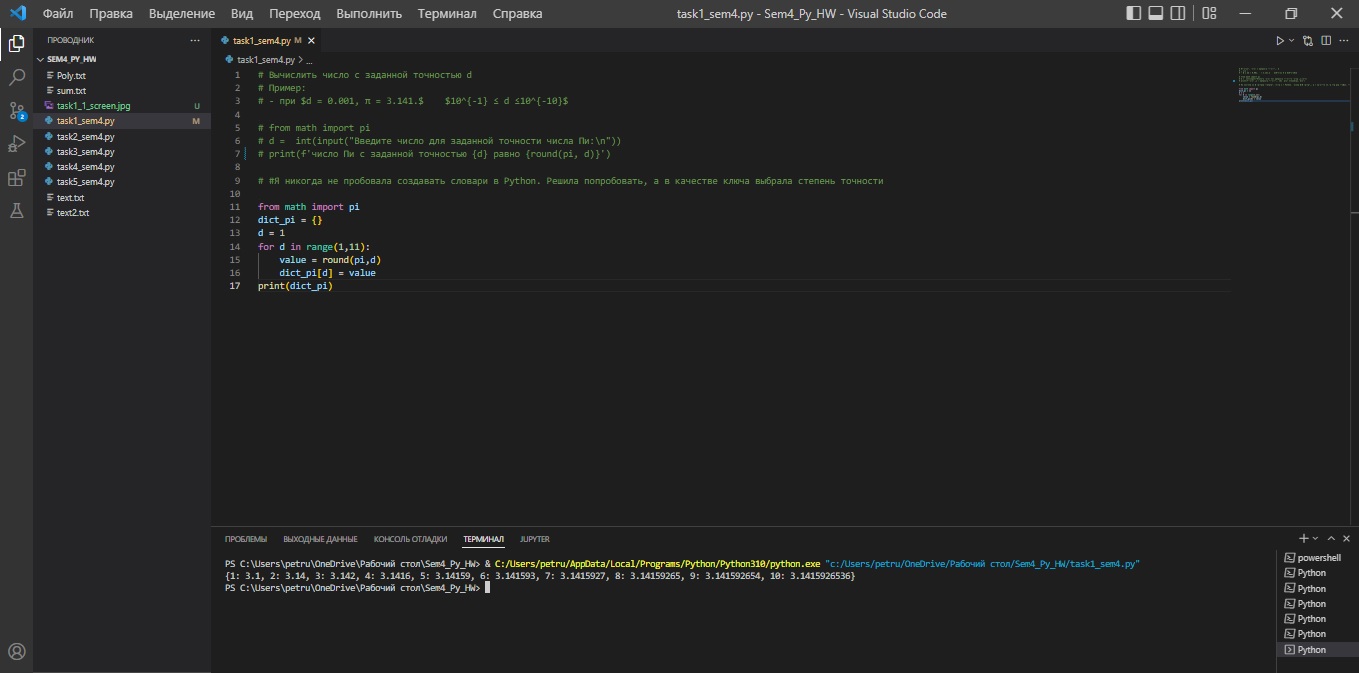 Файл Правка Выделение Вид Переход Выполнить Терминал Справка
task1_sem4.py - Sem4_Py_HW - Visual Studio Code
ПРОВОДНИК
SEM4_PY_HW
Poly.txt
sum.txt
task1_1_screen.jpg U
task1_sem4.py M
task2_sem4.py
task3_sem4.py
task4_sem4.py
task5_sem4.py
text.txt
text2.txt
2
task1_sem4.py M
task1_sem4.py > ...
1 # Вычислить число с заданной точностью d
2 # Пример:
3 # - при $d = 0.001, π = 3.141.$    $10^{-1} ≤ d ≤10^{-10}$
4
5 # from math import pi
6 # d =  int(input("Введите число для заданной точности числа Пи:\n"))
7 # print(f'число Пи с заданной точностью {d} равно {round(pi, d)}')
8
9 # #Я никогда не пробовала создавать словари в Python. Решила попробовать, а в качестве ключа выбрала степень точности
10
11 from math import pi
12 dict_pi = {}
13 d = 1
14 for d in range(1,11):
15     value = round(pi,d)
16     dict_pi[d] = value
17 print(dict_pi)
ПРОБЛЕМЫ ВЫХОДНЫЕ ДАННЫЕ КОНСОЛЬ ОТЛАДКИ ТЕРМИНАЛ JUPYTER
PS C:\Users\petru\OneDrive\Рабочий стол\Sem4_Py_HW> & C:/Users/petru/AppData/Local/Programs/Python/Python310/python.exe "c:/Users/petru/OneDrive/Рабочий стол/Sem4_Py_HW/task1_sem4.py"
{1: 3.1, 2: 3.14, 3: 3.142, 4: 3.1416, 5: 3.14159, 6: 3.141593, 7: 3.1415927, 8: 3.14159265, 9: 3.141592654, 10: 3.1415926536}
PS C:\Users\petru\OneDrive\Рабочий стол\Sem4_Py_HW>
powershell
Python
Python
Python
Python
Python
Python